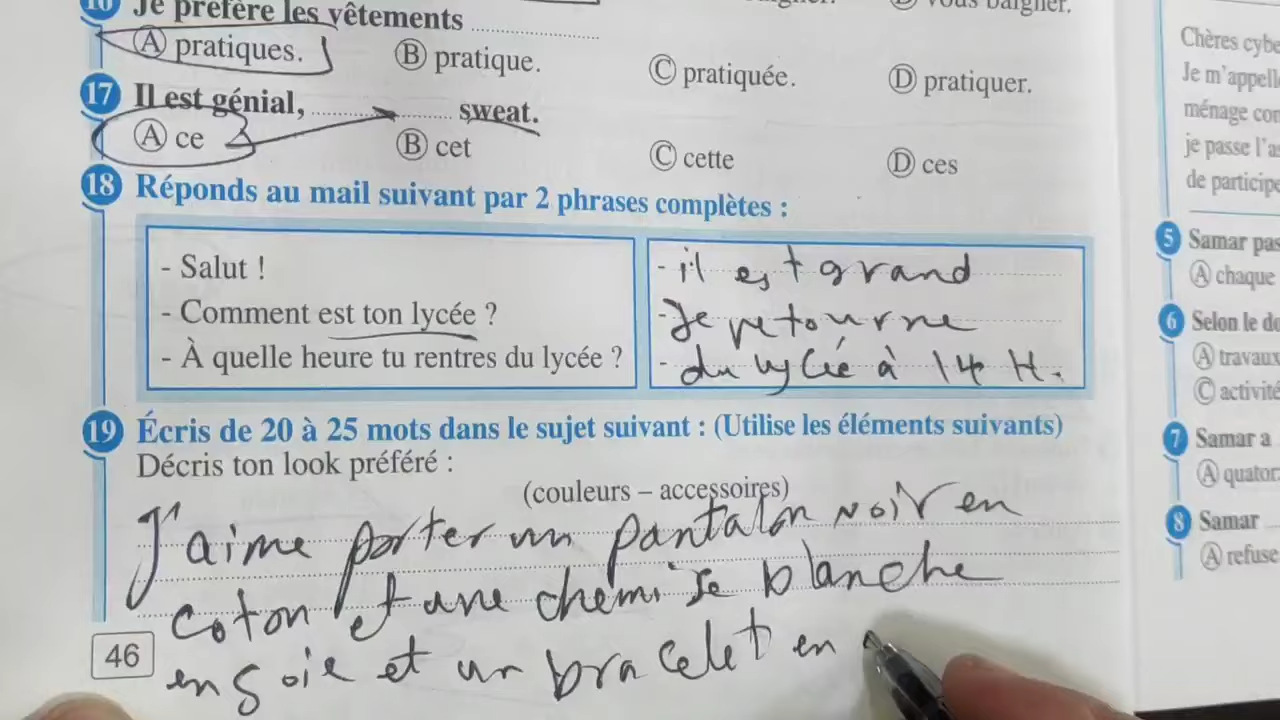 16 Je préfère les vêtements ..............................
A pratiques. B pratique. C pratiquée. D pratiquer.
17 Il est génial, .............................. sweat.
A ce B cet C cette D ces
18 Réponds au mail suivant par 2 phrases complètes :
- Salut !
- Comment est ton lycée ?
- À quelle heure tu rentres du lycée ?
- il est grand
- Je retourne
- du lycée à 14 H.
19 Écris de 20 à 25 mots dans le sujet suivant : (Utilise les éléments suivants)
Décris ton look préféré :
(couleurs – accessoires)
J'aime porter un pantalon noir en
coton et une chemise blanche
en soie et un bracelet en
46
Chères cybe
Je m'appell
ménage con
je passe l'a
de participe
5 Samar pas
A chaque
6 Selon le do
A travaux
C activité
7 Samar a
A quator
8 Samar
A refuse